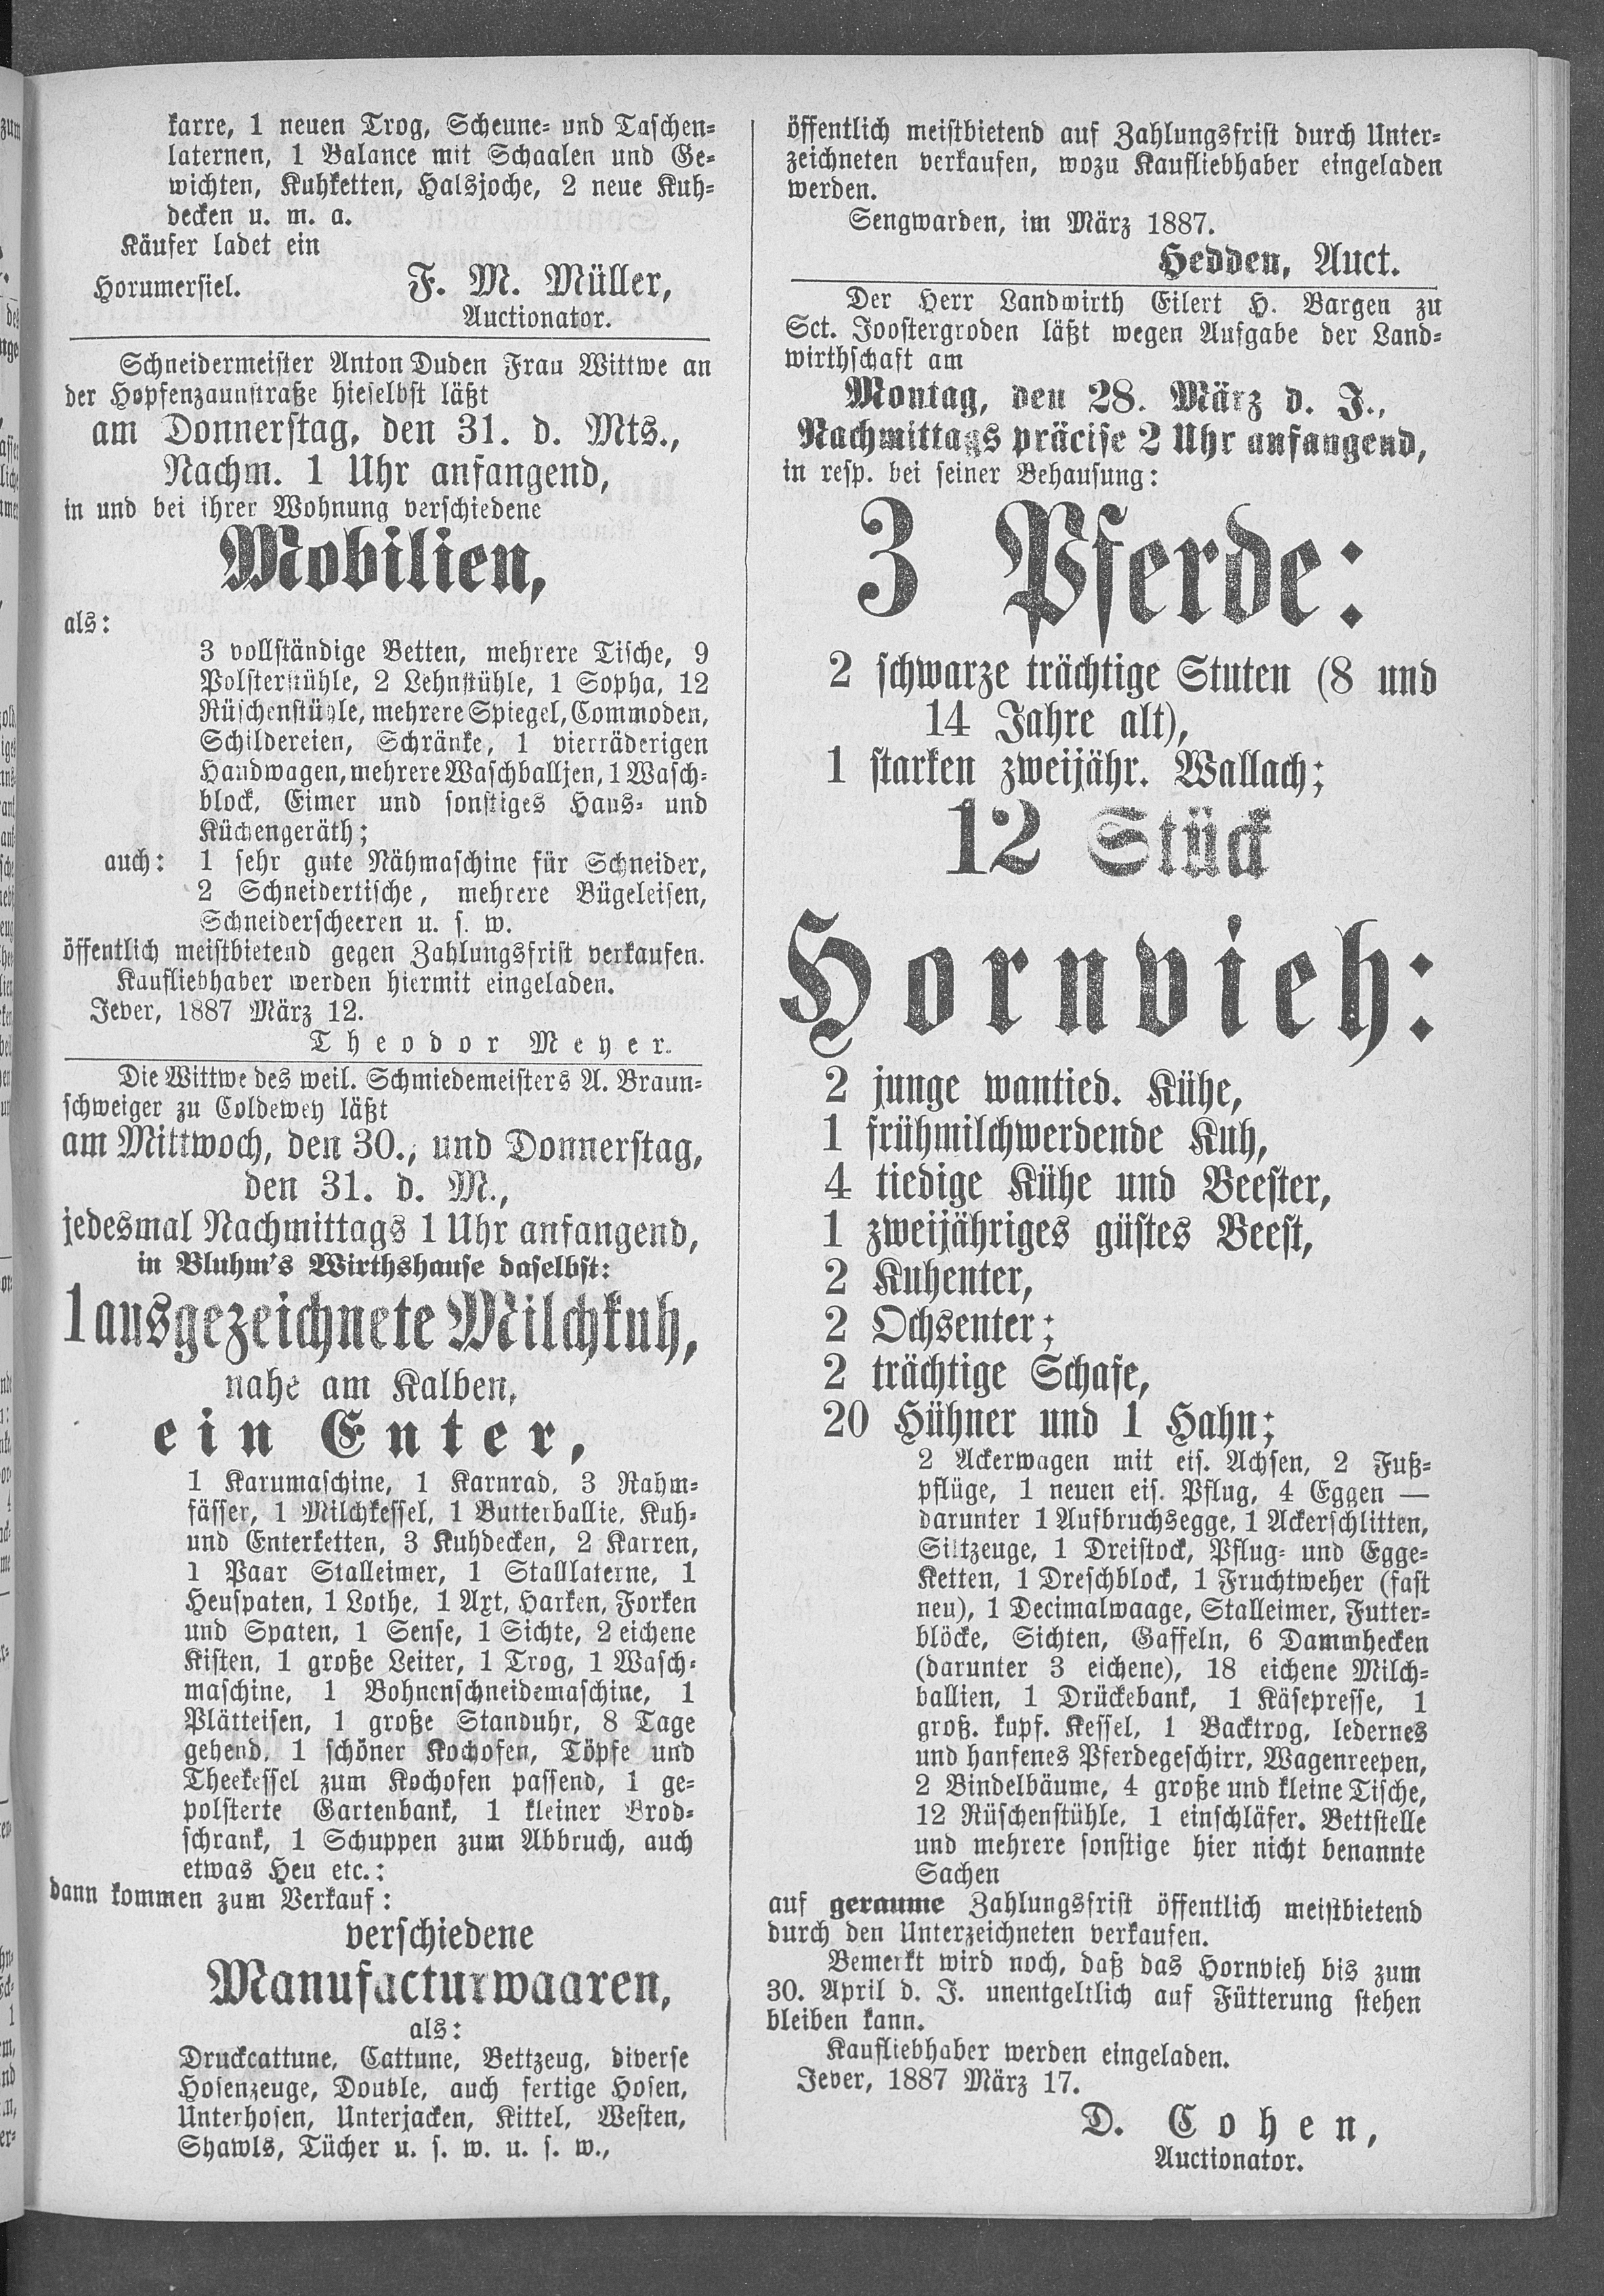 karre, 1 neuen Trog, Scheune- und Taschen-
laternen, 1 Balance mit Schaalen und Ge-
wichten, Kuhketten, Halsjoche, 2 neue Kuh-
decken u. m. a.
Käufer ladet ein
Horumersiel. F. M. Müller,
Auctionator.
Schneidermeister Anton Duden Frau Wittwe an
der Hopfenzaunstraße hieselbst läßt
am Donnerstag, den 31. d. Mts.,
Nachm. 1 Uhr anfangend,
in und bei ihrer Wohnung verschiedene
Mobilien,
als:
3 vollständige Betten, mehrere Tische, 9
Polsterstühle, 2 Lehnstühle, 1 Sopha, 12
Rüschenstühle, mehrere Spiegel, Commoden,
Schildereien, Schränke, 1 vierräderigen
Handwagen, mehrere Waschballjen, 1 Wasch-
block, Eimer und sonstiges Haus- und
Küchengeräth;
auch: 1 sehr gute Nähmaschine für Schneider,
2 Schneidertische, mehrere Bügeleisen,
Schneiderscheeren u. s. w.
öffentlich meistbietend gegen Zahlungsfrist verkaufen.
Kaufliebhaber werden hiermit eingeladen.
Jever, 1887 März 12.
Theodor Meyer.
Die Wittwe des weil. Schmiedemeisters A. Braun-
schweiger zu Coldewey läßt
am Mittwoch, den 30., und Donnerstag,
den 31. d. M.,
jedesmal Nachmittags 1 Uhr anfangend,
in Bluhm's Wirthshause daselbst:
1 ausgezeichnete Milchkuh,
nahe am Kalben,
ein Enter,
1 Karnmaschine, 1 Karnrad, 3 Rahm-
fässer, 1 Milchkessel, 1 Butterballie, Kuh-
und Enterketten, 3 Kuhdecken, 2 Karren,
1 Paar Stalleimer, 1 Stalllaterne, 1
Heuspaten, 1 Lothe, 1 Axt, Harken, Forken
und Spaten, 1 Sense, 1 Sichte, 2 eichene
Kisten, 1 große Leiter, 1 Trog, 1 Wasch-
maschine, 1 Bohnenschneidemaschine, 1
Plätteisen, 1 große Standuhr, 8 Tage
gehend, 1 schöner Kochofen, Töpfe und
Theekessel zum Kochofen passend, 1 ge-
polsterte Gartenbank, 1 kleiner Brod-
schrank, 1 Schuppen zum Abbruch, auch
etwas Heu etc.:
dann kommen zum Verkauf:
verschiedene
Manufacturwaaren,
als:
Druckcattune, Cattune, Bettzeug, diverse
Hosenzeuge, Double, auch fertige Hosen,
Unterhosen, Unterjacken, Kittel, Westen,
Shawls, Tücher u. s. w. u. s. w.,
öffentlich meistbietend auf Zahlungsfrist durch Unter-
zeichneten verkaufen, wozu Kaufliebhaber eingeladen
werden.
Sengwarden, im März 1887.
Hedden, Auct.
Der Herr Landwirth Eilert H. Bargen zu
Sct. Joostergroden läßt wegen Aufgabe der Land-
wirthschaft am
Montag, den 28. März d. J.,
Nachmittags präcise 2 Uhr anfangend,
in resp. bei seiner Behausung:
3 Pferde:
2 schwarze trächtige Stuten (8 und
14 Jahre alt),
1 starken zweijähr. Wallach;
12 Stück
Hornvieh:
2 junge wantied. Kühe,
1 frühmilchwerdende Kuh,
4 tiedige Kühe und Beester,
1 zweijähriges güstes Beest,
2 Kuhenter,
2 Ochsenter;
2 trächtige Schafe,
20 Hühner und 1 Hahn;
2 Ackerwagen mit eis. Achsen, 2 Fuß-
pflüge, 1 neuen eis. Pflug, 4 Eggen —
darunter 1 Aufbruchsegge, 1 Ackerschlitten,
Siltzeuge, 1 Dreistock, Pflug- und Egge-
Ketten, 1 Dreschblock, 1 Fruchtweher (fast
neu), 1 Decimalwaage, Stalleimer, Futter-
blöcke, Sichten, Gaffeln, 6 Dammhecken
(darunter 3 eichene), 18 eichene Milch-
ballien, 1 Drückebank, 1 Käsepresse, 1
groß. kupf. Kessel, 1 Backtrog, ledernes
und hanfenes Pferdegeschirr, Wagenreepen,
2 Bindelbäume, 4 große und kleine Tische,
12 Rüschenstühle, 1 einschläfer. Bettstelle
und mehrere sonstige hier nicht benannte
Sachen
auf geraume Zahlungsfrist öffentlich meistbietend
durch den Unterzeichneten verkaufen.
Bemerkt wird noch, daß das Hornvieh bis zum
30. April d. J. unentgeltlich auf Fütterung stehen
bleiben kann.
Kaufliebhaber werden eingeladen.
Jever, 1887 März 17.
D. Cohen,
Auctionator.